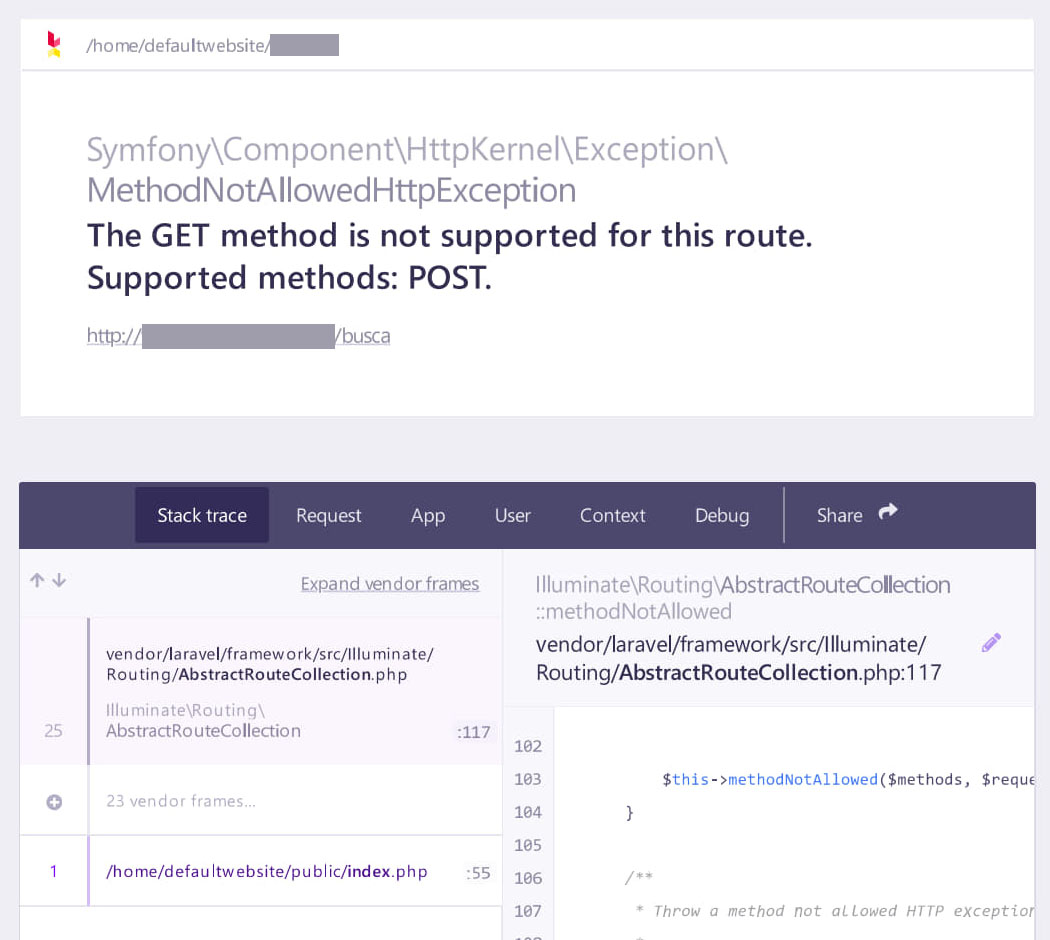 /home/defaultwebsite/
Symfony\Component\HttpKernel\Exception\
MethodNotAllowedHttpException
The GET method is not supported for this route.
Supported methods: POST.
http:// /busca
Stack trace Request App User Context Debug Share
Expand vendor frames
vendor/laravel/framework/src/Illuminate/
Routing/AbstractRouteCollection.php
Illuminate\Routing\
25 AbstractRouteCollection :117
23 vendor frames...
1 /home/defaultwebsite/public/index.php :55
Illuminate\Routing\AbstractRouteCollection
::methodNotAllowed
vendor/laravel/framework/src/Illuminate/
Routing/AbstractRouteCollection.php:117
102
103 $this->methodNotAllowed($methods, $reque
104 }
105
106 /**
107 * Throw a method not allowed HTTP exception